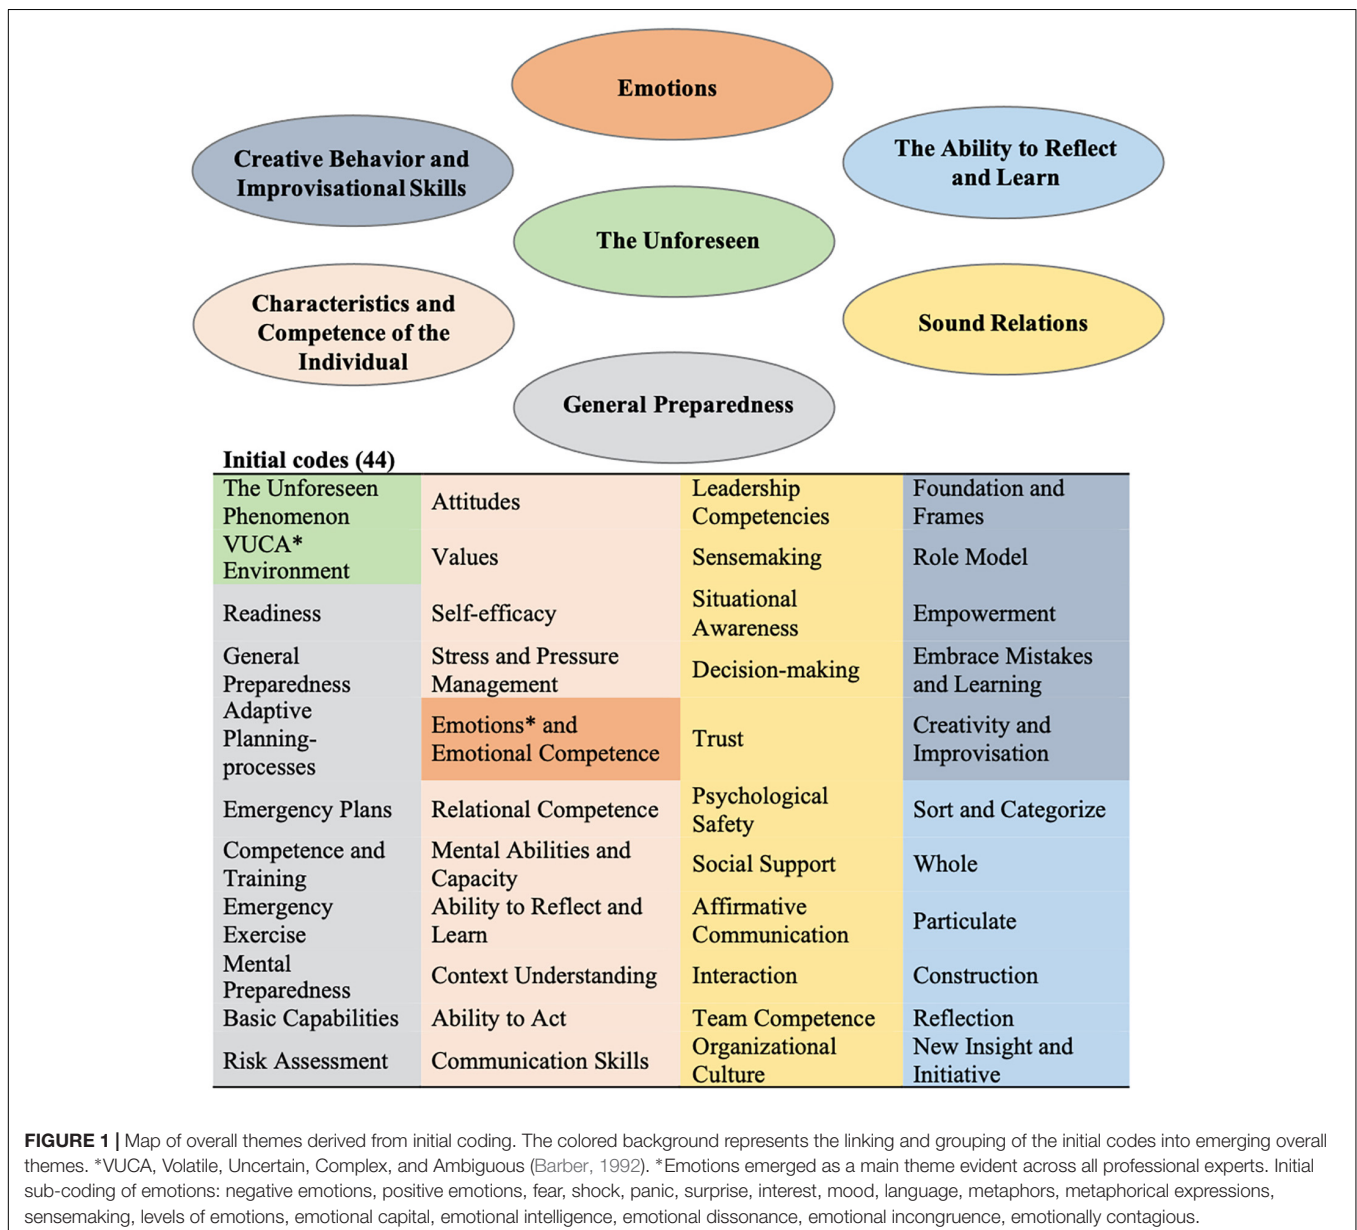 Emotions
Creative Behavior and
Improvisational Skills
The Ability to Reflect
and Learn
The Unforeseen
Characteristics and
Competence of the
Individual
Sound Relations
General Preparedness
Initial codes (44)
The Unforeseen
Phenomenon
Attitudes
Leadership
Competencies
Foundation and
Frames
VUCA*
Environment
Values
Sensemaking
Role Model
Readiness
Self-efficacy
Situational
Awareness
Empowerment
General
Preparedness
Stress and Pressure
Management
Decision-making
Embrace Mistakes
and Learning
Adaptive
Planning-
processes
Emotions* and
Emotional Competence
Trust
Creativity and
Improvisation
Emergency Plans
Relational Competence
Psychological
Safety
Sort and Categorize
Competence and
Training
Mental Abilities and
Capacity
Social Support
Whole
Emergency
Exercise
Ability to Reflect and
Learn
Affirmative
Communication
Particulate
Mental
Preparedness
Context Understanding
Interaction
Construction
Basic Capabilities
Ability to Act
Team Competence
Reflection
Risk Assessment
Communication Skills
Organizational
Culture
New Insight and
Initiative
FIGURE 1 | Map of overall themes derived from initial coding. The colored background represents the linking and grouping of the initial codes into emerging overall
themes. *VUCA, Volatile, Uncertain, Complex, and Ambiguous (Barber, 1992). *Emotions emerged as a main theme evident across all professional experts. Initial
sub-coding of emotions: negative emotions, positive emotions, fear, shock, panic, surprise, interest, mood, language, metaphors, metaphorical expressions,
sensemaking, levels of emotions, emotional capital, emotional intelligence, emotional dissonance, emotional incongruence, emotionally contagious.